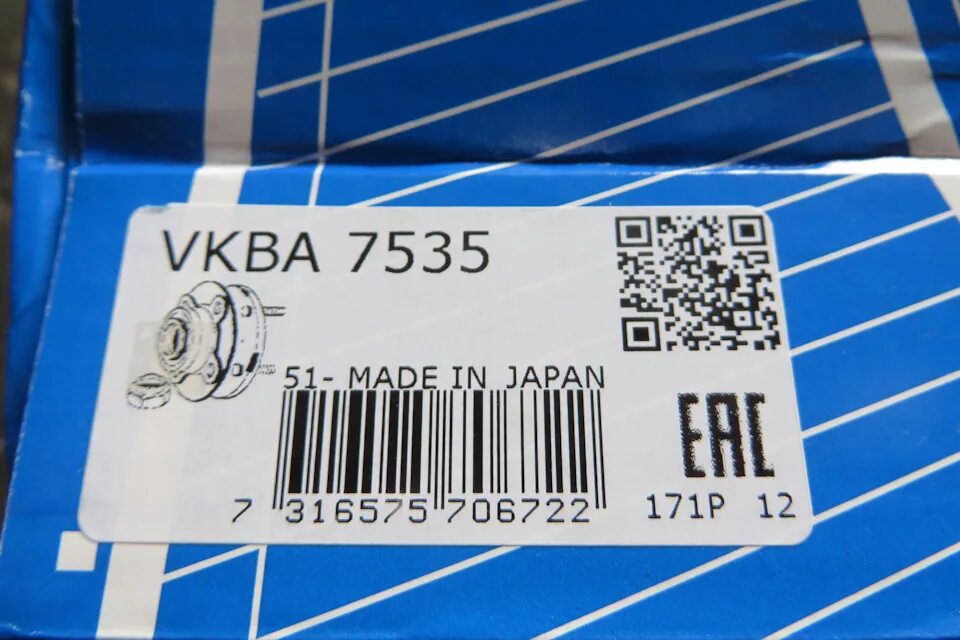 VKBA 7535
51- MADE IN JAPAN
EAC
7 316575 706722
171P 12